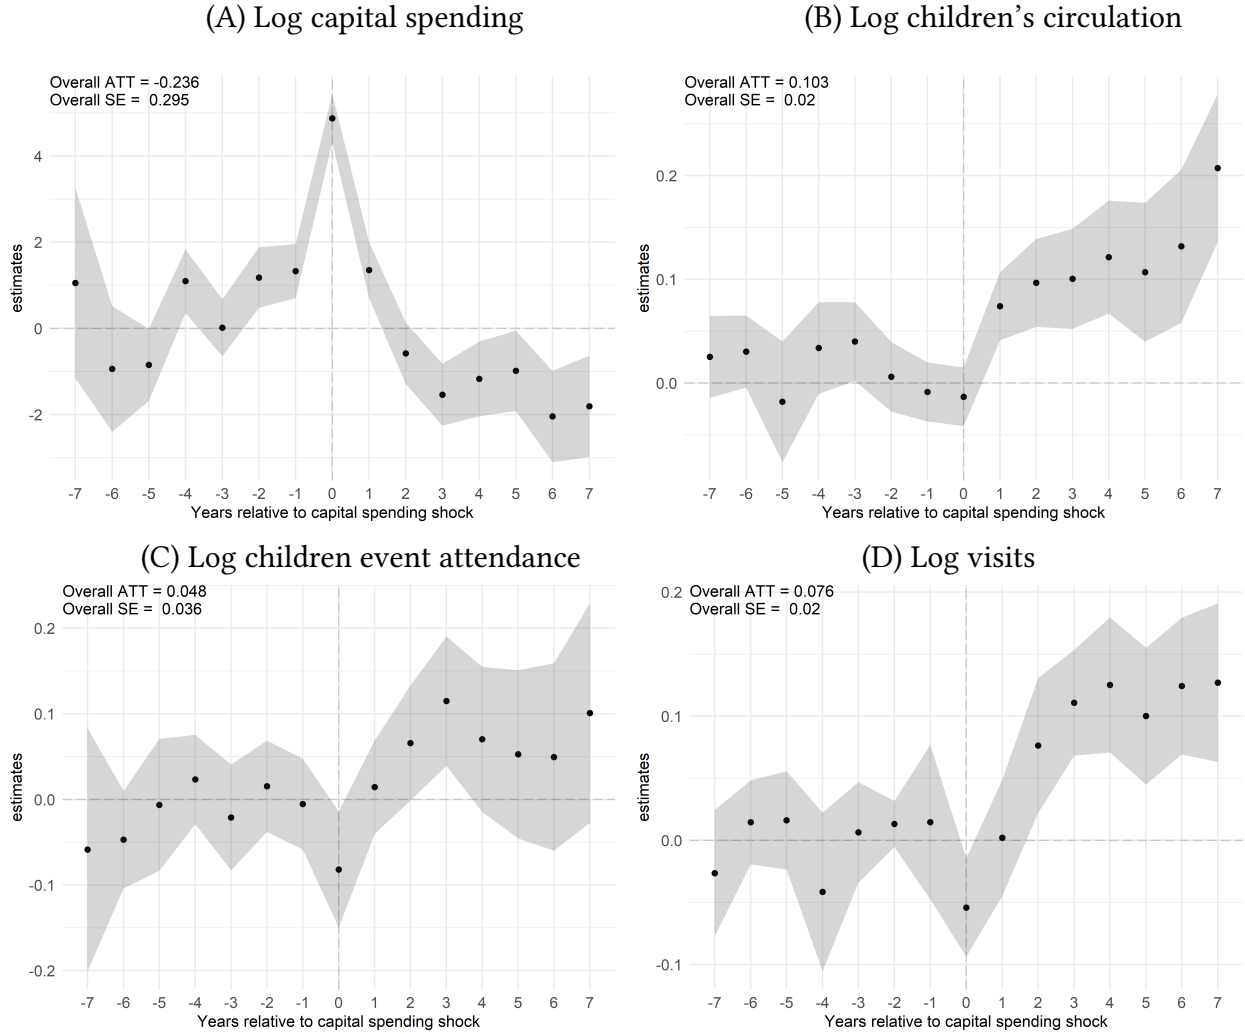 (A) Log capital spending
Overall ATT = -0.236
Overall SE =  0.295
estimates
4
2
0
-2
-7 -6 -5 -4 -3 -2 -1 0 1 2 3 4 5 6 7
Years relative to capital spending shock
(B) Log children’s circulation
Overall ATT = 0.103
Overall SE =  0.02
estimates
0.2
0.1
0.0
-7 -6 -5 -4 -3 -2 -1 0 1 2 3 4 5 6 7
Years relative to capital spending shock
(C) Log children event attendance
Overall ATT = 0.048
Overall SE =  0.036
estimates
0.2
0.1
0.0
-0.1
-0.2
-7 -6 -5 -4 -3 -2 -1 0 1 2 3 4 5 6 7
Years relative to capital spending shock
(D) Log visits
Overall ATT = 0.076
Overall SE =  0.02
estimates
0.2
0.1
0.0
-0.1
-7 -6 -5 -4 -3 -2 -1 0 1 2 3 4 5 6 7
Years relative to capital spending shock